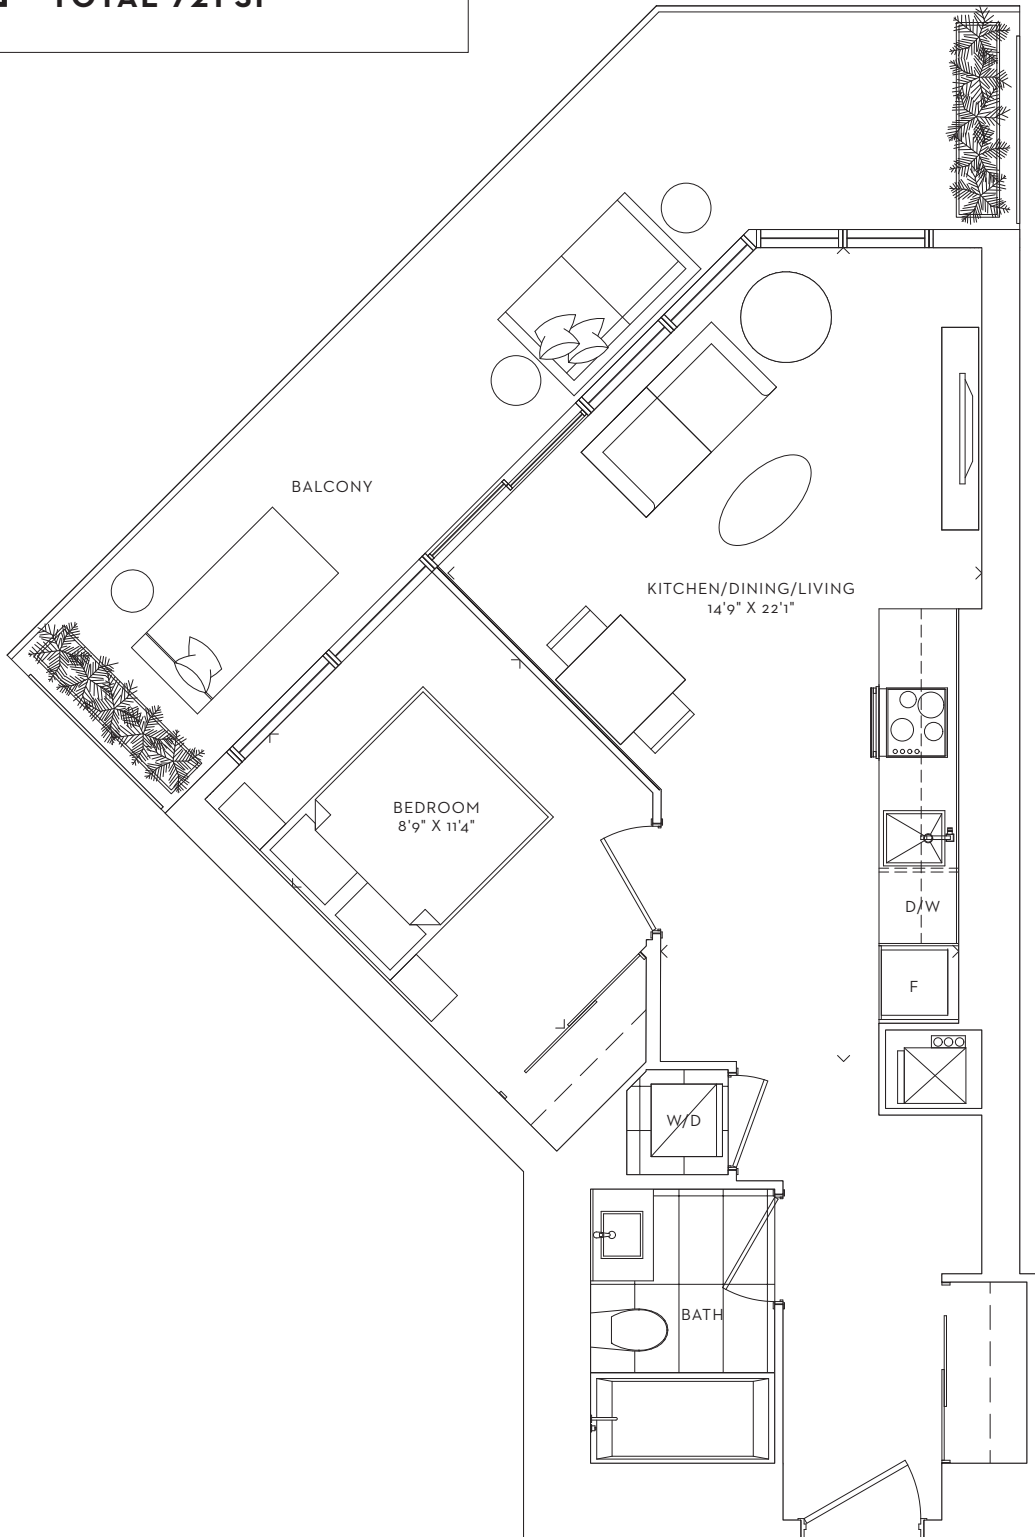 TOTAL 721 SF
BALCONY
KITCHEN/DINING/LIVING
14'9" X 22'1"
BEDROOM
8'9" X 11'4"
D/W
F
W/D
BATH